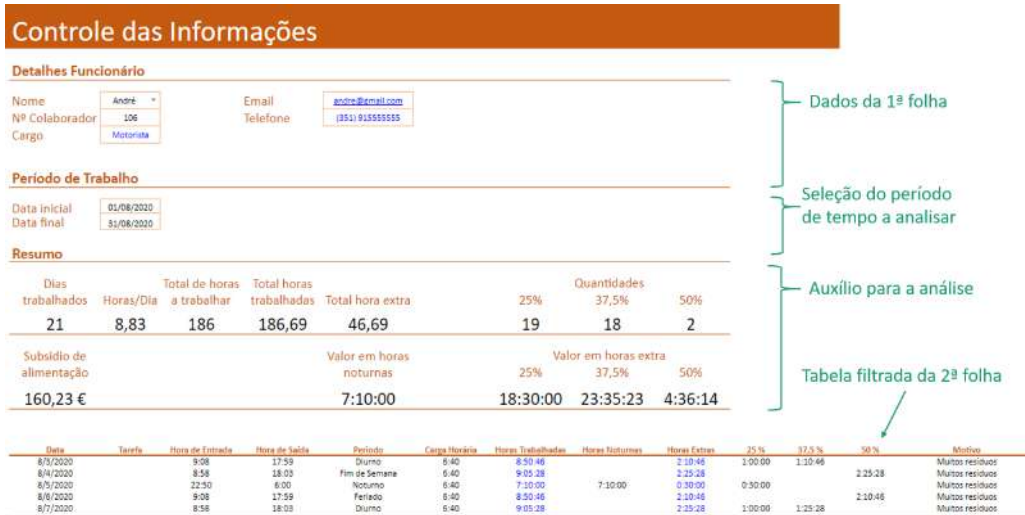 Controle das Informações
Detalhes Funcionário
Nome André Email andre@gmail.com
Nº Colaborador 106 Telefone (351) 915555555
Cargo Motorista
Dados da 1ª folha
Período de Trabalho
Data inicial 01/08/2020
Data final 31/08/2020
Seleção do período
de tempo a analisar
Resumo
Dias Total de horas Total horas Quantidades
trabalhados Horas/Dia a trabalhar trabalhadas Total hora extra 25% 37,5% 50%
21 8,83 186 186,69 46,69 19 18 2
Auxílio para a análise
Subsídio de Valor em horas Valor em horas extra
alimentação noturnas 25% 37,5% 50%
160,23 € 7:10:00 18:30:00 23:35:23 4:36:14
Tabela filtrada da 2ª folha
Data Tarefa Hora de Entrada Hora de Saída Período Carga Horária Horas Trabalhadas Horas Noturnas Horas Extras 25 % 37,5 % 50 % Motivo
8/3/2020 9:08 17:59 Diurno 6:40 8:50:46 2:10:46 1:00:00 1:10:46 Muitos resíduos
8/4/2020 8:58 18:03 Fim de Semana 6:40 9:05:28 2:25:28 2:25:28 Muitos resíduos
8/5/2020 22:50 6:00 Noturno 6:40 7:10:00 7:10:00 0:30:00 0:30:00 Muitos resíduos
8/6/2020 9:08 17:59 Feriado 6:40 8:50:46 2:10:46 2:10:46 Muitos resíduos
8/7/2020 8:58 18:03 Diurno 6:40 9:05:28 2:25:28 1:00:00 1:25:28 Muitos resíduos